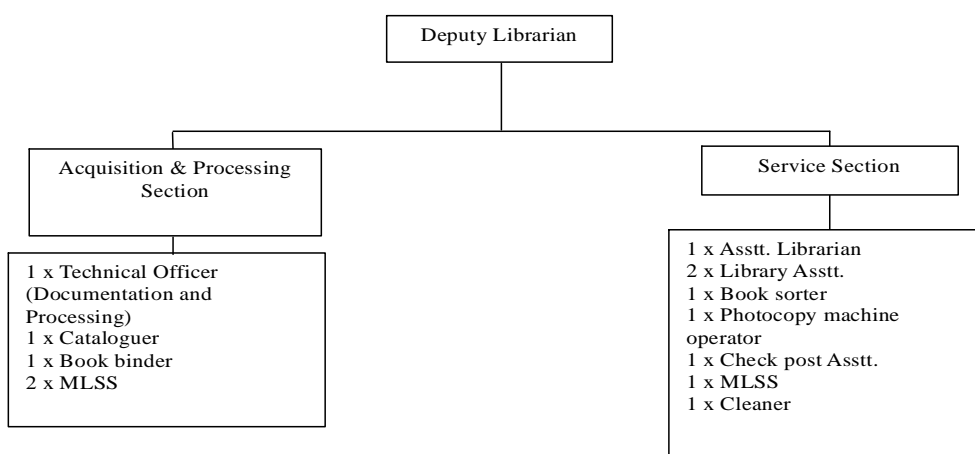 Deputy Librarian
Acquisition & Processing
Section
1 x Technical Officer
(Documentation and
Processing)
1 x Cataloguer
1 x Book binder
2 x MLSS
Service Section
1 x Asstt. Librarian
2 x Library Asstt.
1 x Book sorter
1 x Photocopy machine
operator
1 x Check post Asstt.
1 x MLSS
1 x Cleaner